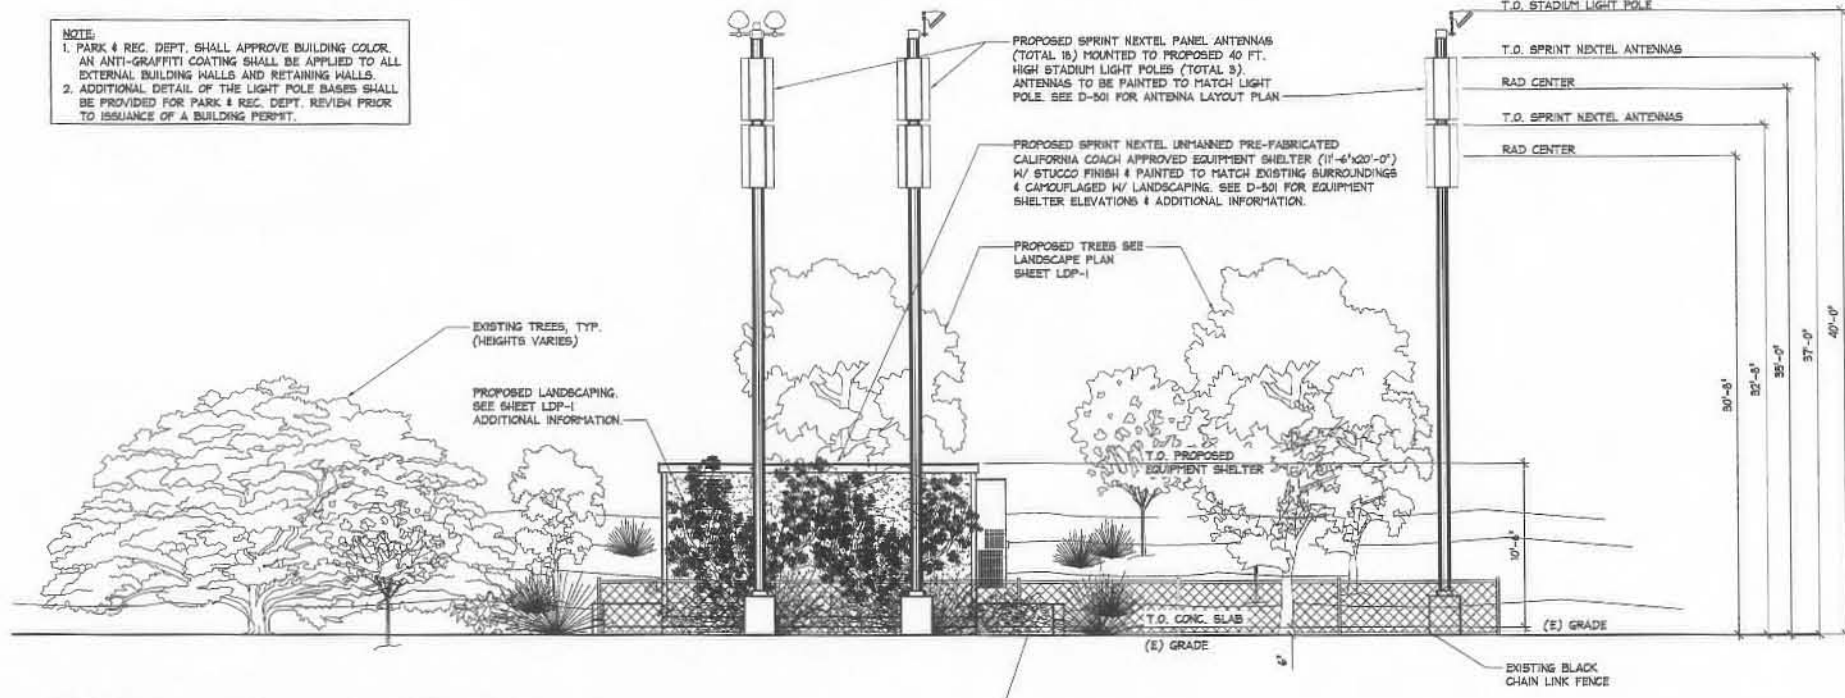 NOTE:
1. PARK & REC. DEPT. SHALL APPROVE BUILDING COLOR.
AN ANTI-GRAFFITI COATING SHALL BE APPLIED TO ALL
EXTERNAL BUILDING WALLS AND RETAINING WALLS.
2. ADDITIONAL DETAIL OF THE LIGHT POLE BASES SHALL
BE PROVIDED FOR PARK & REC. DEPT. REVIEW PRIOR
TO ISSUANCE OF A BUILDING PERMIT.
PROPOSED SPRINT NEXTEL PANEL ANTENNAS
(TOTAL 18) MOUNTED TO PROPOSED 40 FT.
HIGH STADIUM LIGHT POLES (TOTAL 3).
ANTENNAS TO BE PAINTED TO MATCH LIGHT
POLE. SEE D-501 FOR ANTENNA LAYOUT PLAN
PROPOSED SPRINT NEXTEL UNMANNED PRE-FABRICATED
CALIFORNIA COACH APPROVED EQUIPMENT SHELTER (11'-6"x20'-0")
W/ STUCCO FINISH & PAINTED TO MATCH EXISTING SURROUNDINGS
& CAMOUFLAGED W/ LANDSCAPING. SEE D-501 FOR EQUIPMENT
SHELTER ELEVATIONS & ADDITIONAL INFORMATION.
PROPOSED TREES SEE
LANDSCAPE PLAN
SHEET LDP-1
EXISTING TREES, TYP.
(HEIGHTS VARIES)
PROPOSED LANDSCAPING.
SEE SHEET LDP-1
ADDITIONAL INFORMATION.
T.O. STADIUM LIGHT POLE
T.O. SPRINT NEXTEL ANTENNAS
RAD CENTER
T.O. SPRINT NEXTEL ANTENNAS
RAD CENTER
30'-8"
32'-8"
35'-0"
37'-0"
40'-0"
T.O. PROPOSED
EQUIPMENT SHELTER
10'-6"
T.O. CONC. SLAB
(E) GRADE
(E) GRADE
EXISTING BLACK
CHAIN LINK FENCE